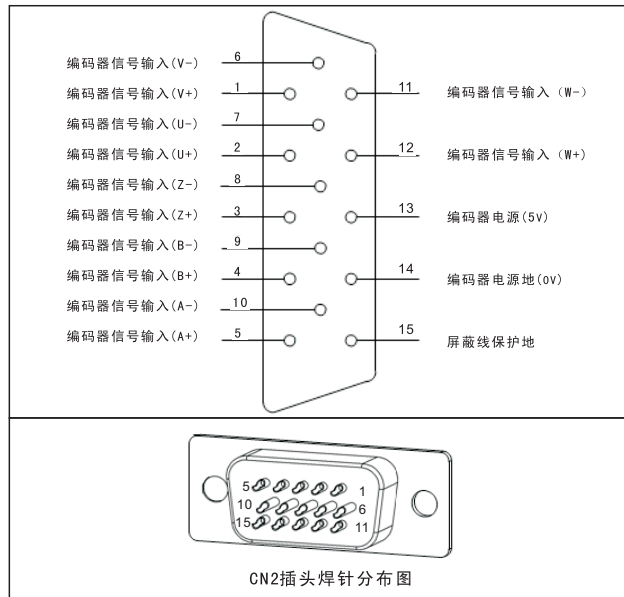 编码器信号输入(V-) 6
编码器信号输入(V+) 1
11 编码器信号输入（W-)
编码器信号输入(U-) 7
编码器信号输入(U+) 2
12 编码器信号输入（W+)
编码器信号输入(Z-) 8
编码器信号输入(Z+) 3
13 编码器电源(5V)
编码器信号输入(B-) 9
编码器信号输入(B+) 4
14 编码器电源地(0V)
编码器信号输入(A-) 10
编码器信号输入(A+) 5
15 屏蔽线保护地
5 1
10 6
15 11
CN2插头焊针分布图